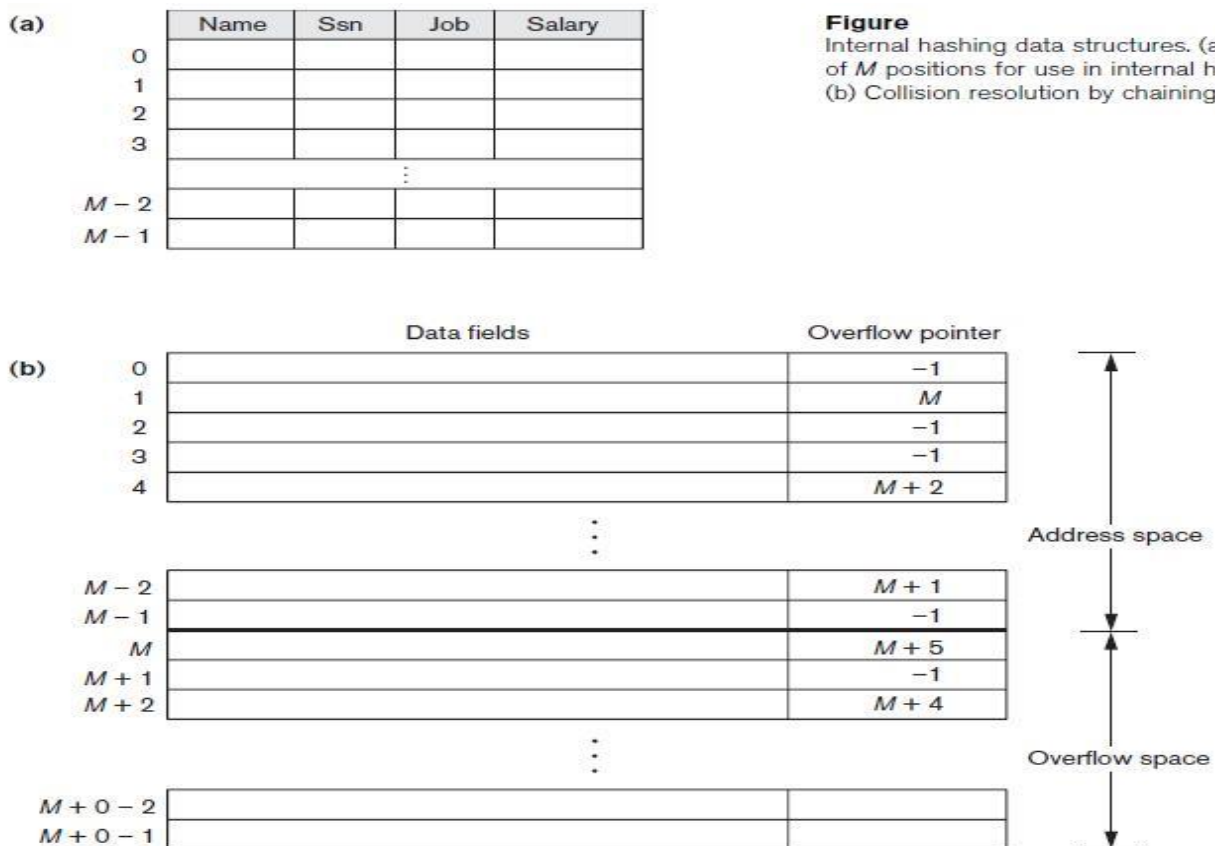 (a)
Name Ssn Job Salary
0
1
2
3
⋮
M − 2
M − 1
Figure
Internal hashing data structures. (a
of M positions for use in internal h
(b) Collision resolution by chaining
Data fields Overflow pointer
(b)
0 −1
1 M
2 −1
3 −1
4 M + 2
⋮
Address space
M − 2 M + 1
M − 1 −1
M M + 5
M + 1 −1
M + 2 M + 4
⋮
Overflow space
M + 0 − 2
M + 0 − 1